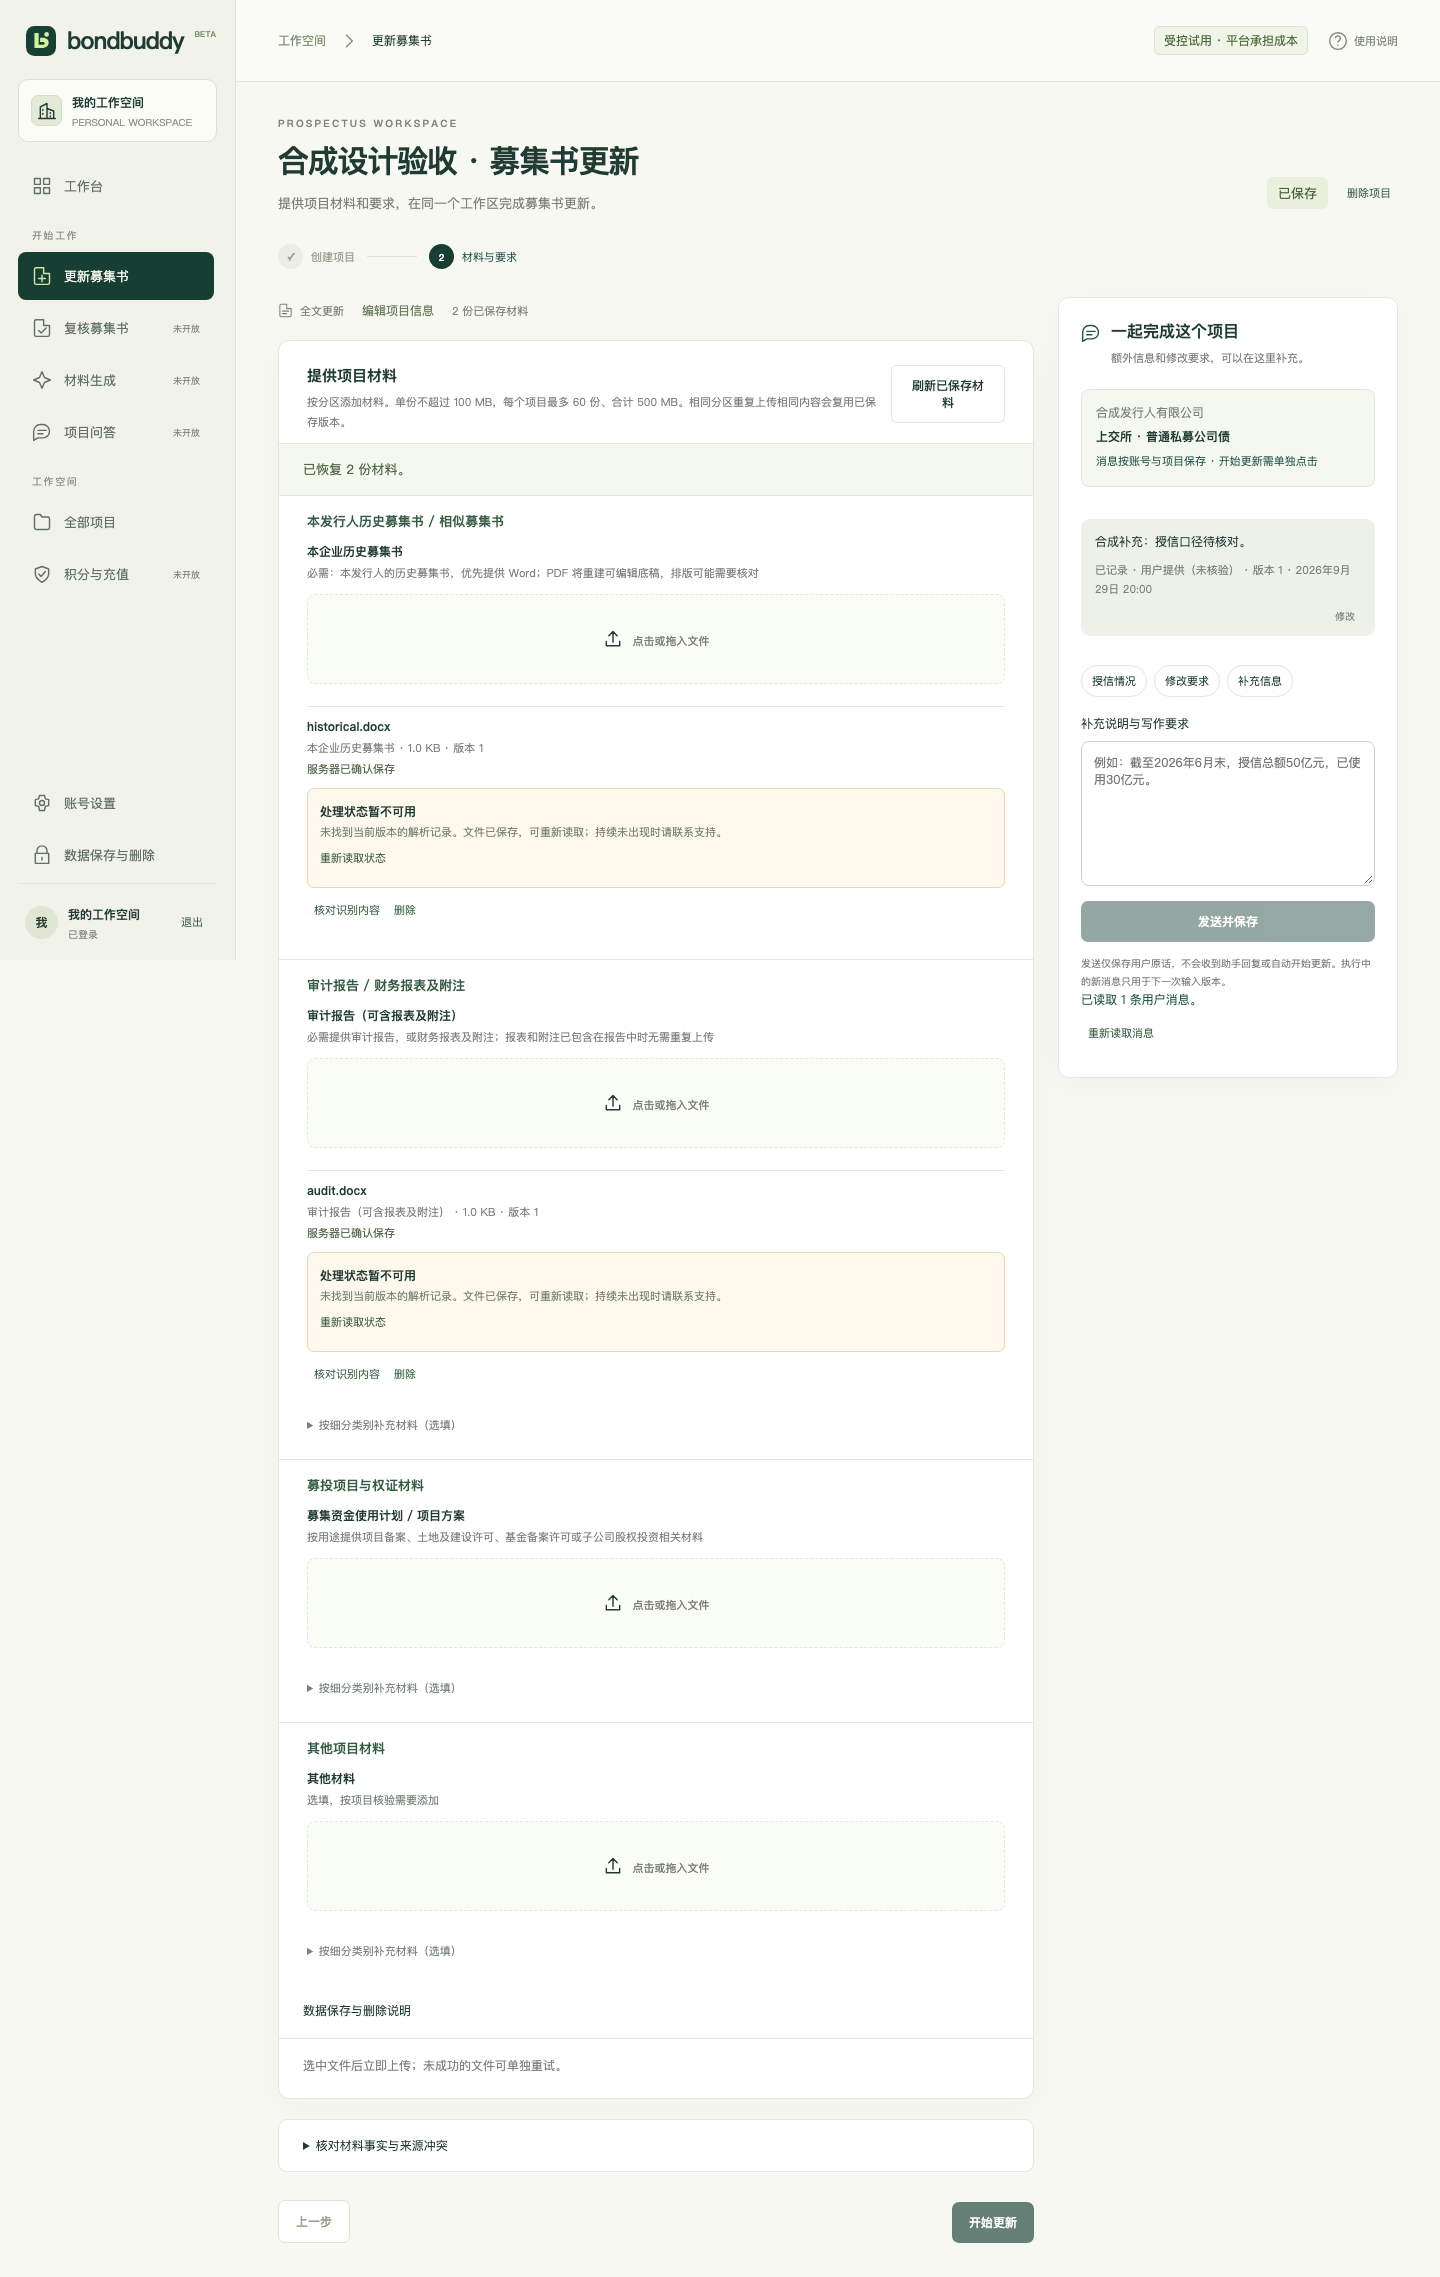 bondbuddy BETA
我的工作空间
PERSONAL WORKSPACE
工作台
开始工作
更新募集书
复核募集书 未开放
材料生成 未开放
项目问答 未开放
工作空间
全部项目
积分与充值 未开放
账号设置
数据保存与删除
我 我的工作空间
已登录
退出
工作空间 更新募集书
受控试用 · 平台承担成本
使用说明
PROSPECTUS WORKSPACE
合成设计验收 · 募集书更新
提供项目材料和要求，在同一个工作区完成募集书更新。
已保存 删除项目
✓ 创建项目 2 材料与要求
全文更新 编辑项目信息 2 份已保存材料
提供项目材料
按分区添加材料。单份不超过 100 MB，每个项目最多 60 份、合计 500 MB。相同分区重复上传相同内容会复用已保
存版本。
刷新已保存材
料
已恢复 2 份材料。
本发行人历史募集书 / 相似募集书
本企业历史募集书
必需：本发行人的历史募集书，优先提供 Word；PDF 将重建可编辑底稿，排版可能需要核对
点击或拖入文件
historical.docx
本企业历史募集书 · 1.0 KB · 版本 1
服务器已确认保存
处理状态暂不可用
未找到当前版本的解析记录。文件已保存，可重新读取；持续未出现时请联系支持。
重新读取状态
核对识别内容 删除
审计报告 / 财务报表及附注
审计报告（可含报表及附注）
必需提供审计报告，或财务报表及附注；报表和附注已包含在报告中时无需重复上传
点击或拖入文件
audit.docx
审计报告（可含报表及附注） · 1.0 KB · 版本 1
服务器已确认保存
处理状态暂不可用
未找到当前版本的解析记录。文件已保存，可重新读取；持续未出现时请联系支持。
重新读取状态
核对识别内容 删除
▶ 按细分类别补充材料（选填）
募投项目与权证材料
募集资金使用计划 / 项目方案
按用途提供项目备案、土地及建设许可、基金备案许可或子公司股权投资相关材料
点击或拖入文件
▶ 按细分类别补充材料（选填）
其他项目材料
其他材料
选填，按项目核验需要添加
点击或拖入文件
▶ 按细分类别补充材料（选填）
数据保存与删除说明
选中文件后立即上传；未成功的文件可单独重试。
▶ 核对材料事实与来源冲突
上一步
开始更新
一起完成这个项目
额外信息和修改要求，可以在这里补充。
合成发行人有限公司
上交所 · 普通私募公司债
消息按账号与项目保存 · 开始更新需单独点击
合成补充：授信口径待核对。
已记录 · 用户提供（未核验） · 版本 1 · 2026年9月
29日 20:00
修改
授信情况 修改要求 补充信息
补充说明与写作要求
例如：截至2026年6月末，授信总额50亿元，已使
用30亿元。
发送并保存
发送仅保存用户原话，不会收到助手回复或自动开始更新。执行中
的新消息只用于下一次输入版本。
已读取 1 条用户消息。
重新读取消息